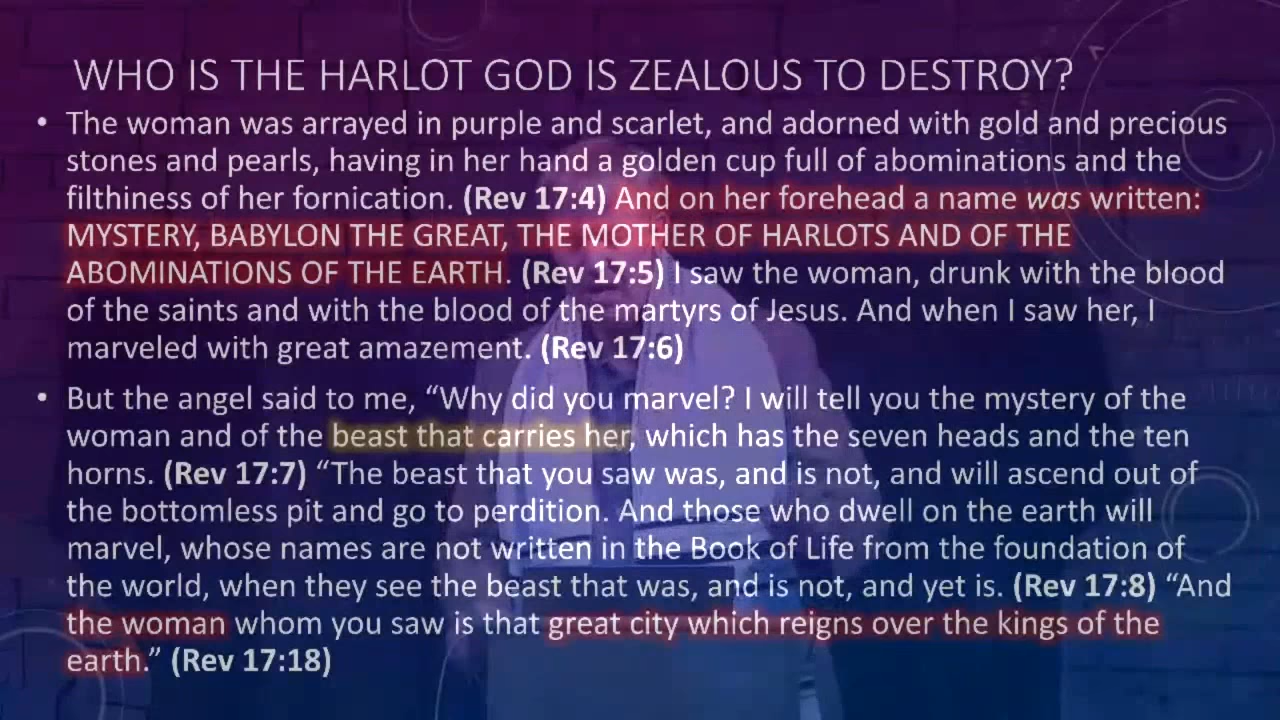 WHO IS THE HARLOT GOD IS ZEALOUS TO DESTROY?
• The woman was arrayed in purple and scarlet, and adorned with gold and precious
stones and pearls, having in her hand a golden cup full of abominations and the
filthiness of her fornication. (Rev 17:4) And on her forehead a name was written:
MYSTERY, BABYLON THE GREAT, THE MOTHER OF HARLOTS AND OF THE
ABOMINATIONS OF THE EARTH. (Rev 17:5) I saw the woman, drunk with the blood
of the saints and with the blood of the martyrs of Jesus. And when I saw her, I
marveled with great amazement. (Rev 17:6)
• But the angel said to me, “Why did you marvel? I will tell you the mystery of the
woman and of the beast that carries her, which has the seven heads and the ten
horns. (Rev 17:7) “The beast that you saw was, and is not, and will ascend out of
the bottomless pit and go to perdition. And those who dwell on the earth will
marvel, whose names are not written in the Book of Life from the foundation of
the world, when they see the beast that was, and is not, and yet is. (Rev 17:8) “And
the woman whom you saw is that great city which reigns over the kings of the
earth.” (Rev 17:18)